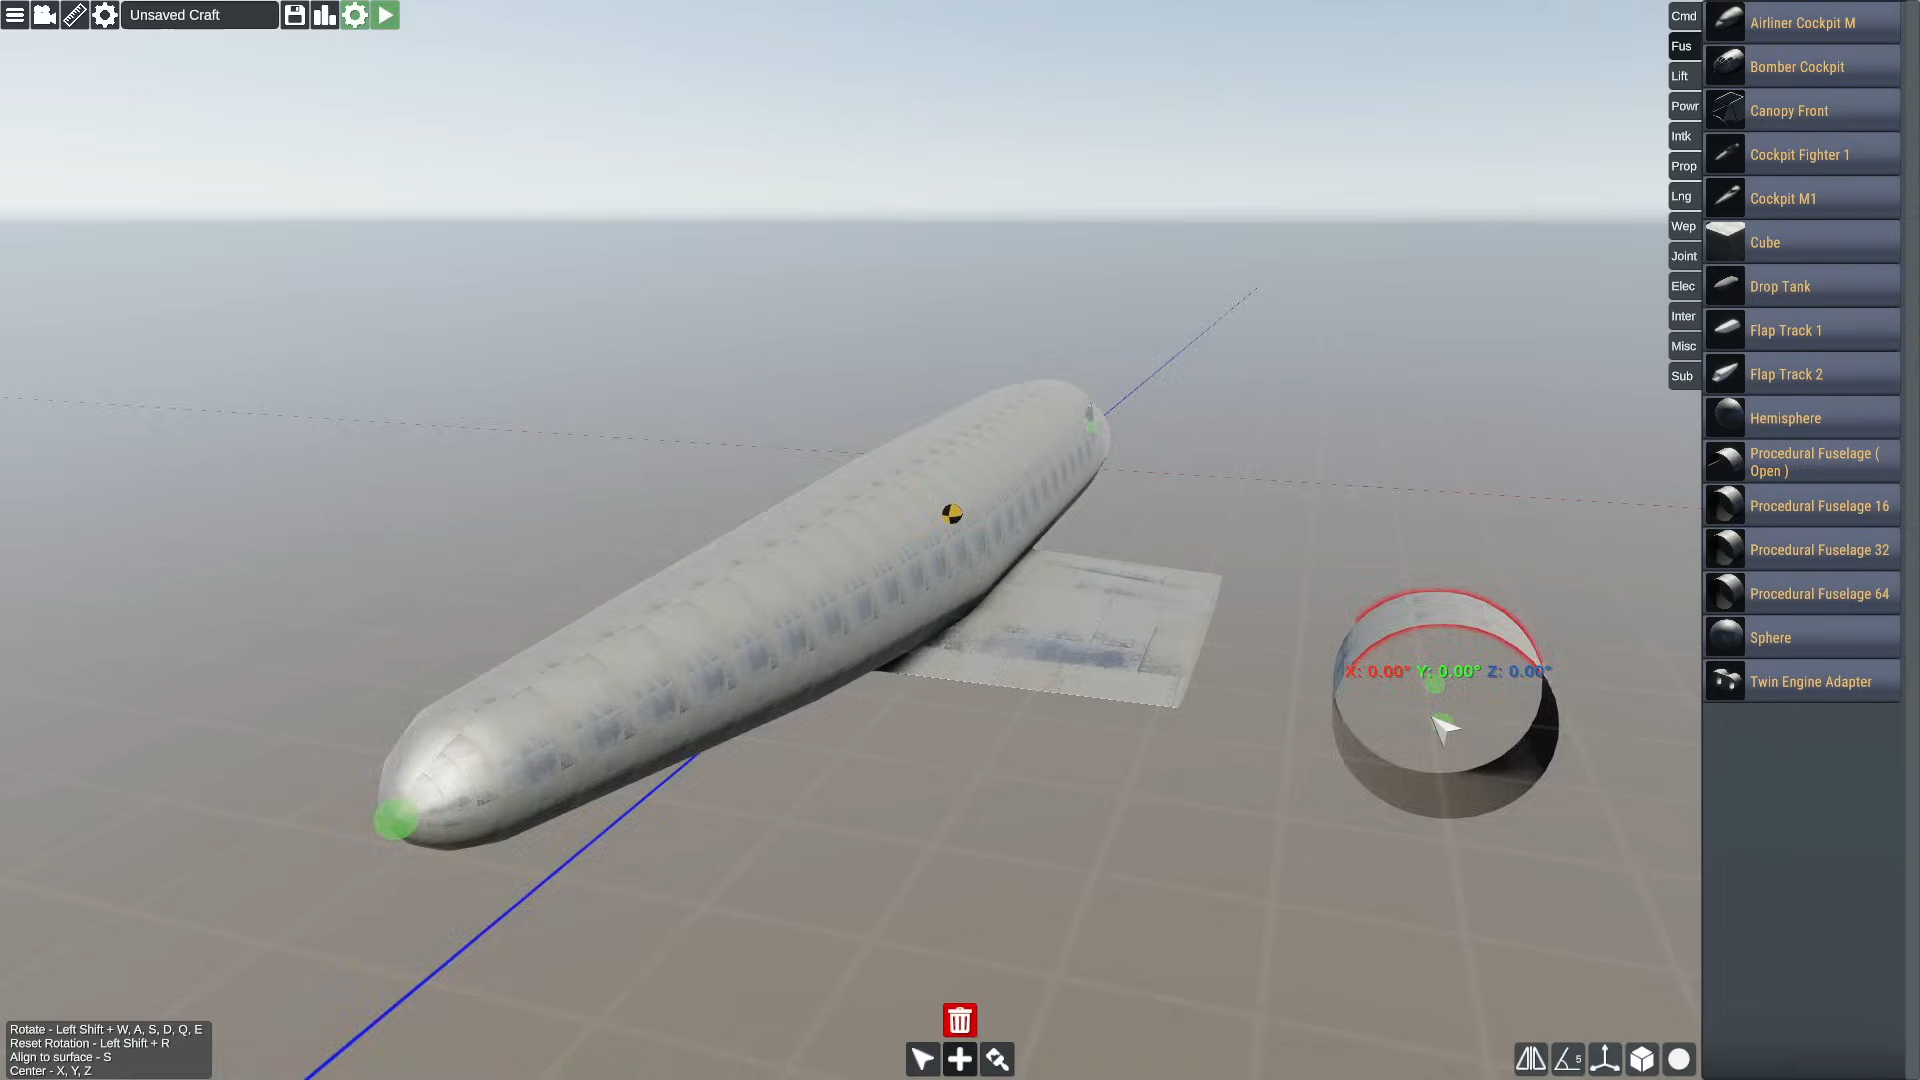 Unsaved Craft
Cmd
Fus
Lift
Powr
Intk
Prop
Lng
Wep
Joint
Elec
Inter
Misc
Sub
Airliner Cockpit M
Bomber Cockpit
Canopy Front
Cockpit Fighter 1
Cockpit M1
Cube
Drop Tank
Flap Track 1
Flap Track 2
Hemisphere
Procedural Fuselage (
Open )
Procedural Fuselage 16
Procedural Fuselage 32
Procedural Fuselage 64
Sphere
Twin Engine Adapter
X: 0.00° Y: 0.00° Z: 0.00°
Rotate - Left Shift + W, A, S, D, Q, E
Reset Rotation - Left Shift + R
Align to surface - S
Center - X, Y, Z
5